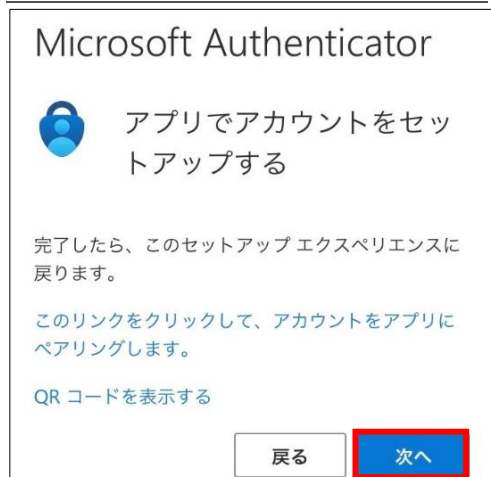 Microsoft Authenticator
アプリでアカウントをセッ
トアップする
完了したら、このセットアップ エクスペリエンスに
戻ります。
このリンクをクリックして、アカウントをアプリに
ペアリングします。
QR コードを表示する
戻る
次へ